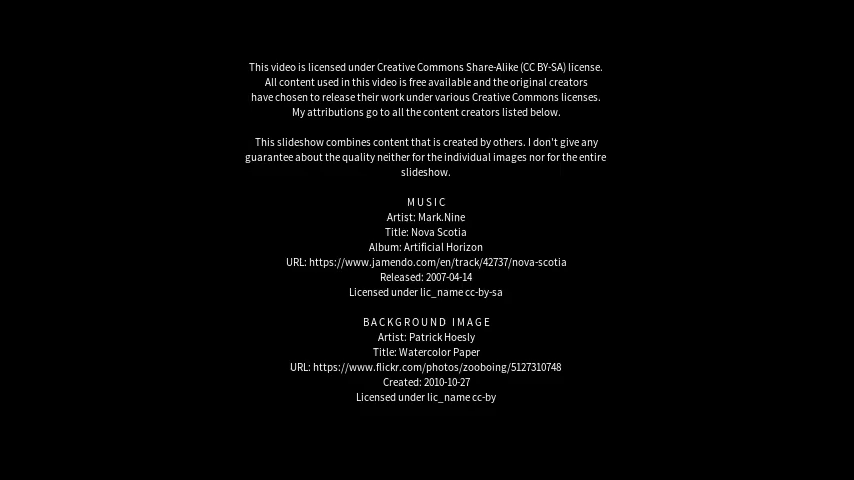 This video is licensed under Creative Commons Share-Alike (CC BY-SA) license.
All content used in this video is free available and the original creators
have chosen to release their work under various Creative Commons licenses.
My attributions go to all the content creators listed below.
This slideshow combines content that is created by others. I don't give any
guarantee about the quality neither for the individual images nor for the entire
slideshow.
MUSIC
Artist: Mark.Nine
Title: Nova Scotia
Album: Artificial Horizon
URL: https://www.jamendo.com/en/track/42737/nova-scotia
Released: 2007-04-14
Licensed under lic_name cc-by-sa
BACKGROUND IMAGE
Artist: Patrick Hoesly
Title: Watercolor Paper
URL: https://www.flickr.com/photos/zooboing/5127310748
Created: 2010-10-27
Licensed under lic_name cc-by